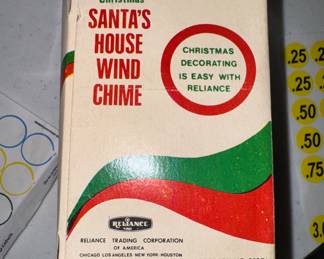 Christmas
SANTA'S
HOUSE
WIND
CHIME
CHRISTMAS
DECORATING
IS EASY WITH
RELIANCE
RELIANCE
RELIANCE TRADING CORPORATION
OF AMERICA
CHICAGO LOS ANGELES NEW YORK HOUSTON
.25
.25
.50
.50
.75